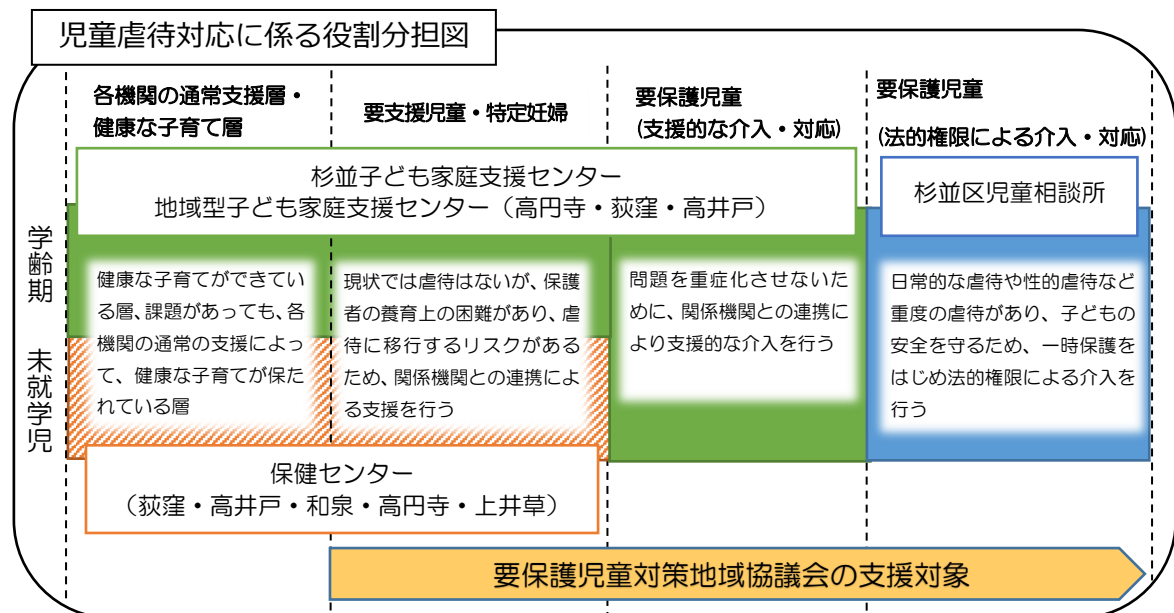 児童虐待対応に係る役割分担図
各機関の通常支援層・
健康な子育て層
要支援児童・特定妊婦
要保護児童
(支援的な介入・対応)
要保護児童
(法的権限による介入・対応)
杉並子ども家庭支援センター
地域型子ども家庭支援センター（高円寺・荻窪・高井戸）
杉並区児童相談所
学齢期
未就学児
健康な子育てができてい
る層、課題があっても、各
機関の通常の支援によっ
て、健康な子育てが保た
れている層
現状では虐待はないが、保護
者の養育上の困難があり、虐
待に移行するリスクがある
ため、関係機関との連携によ
る支援を行う
問題を重症化させないた
めに、関係機関との連携に
より支援的な介入を行う
日常的な虐待や性的虐待など
重度の虐待があり、子どもの
安全を守るため、一時保護を
はじめ法的権限による介入を
行う
保健センター
（荻窪・高井戸・和泉・高円寺・上井草）
要保護児童対策地域協議会の支援対象